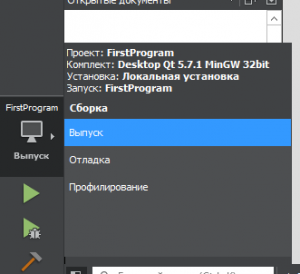 Открытые документы
Проект: FirstProgram
Комплект: Desktop Qt 5.7.1 MinGW 32bit
Установка: Локальная установка
Запуск: FirstProgram
FirstProgram
Сборка
Выпуск
Выпуск
Отладка
Профилирование